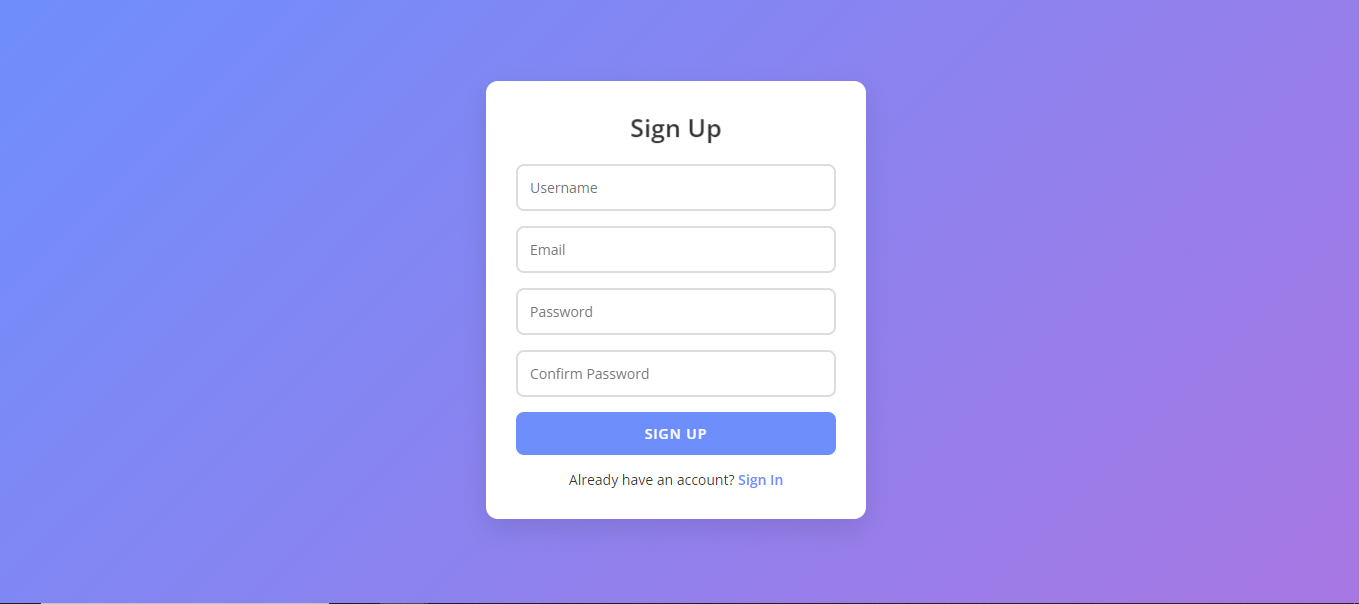 Sign Up
Username
Email
Password
Confirm Password
SIGN UP
Already have an account? Sign In